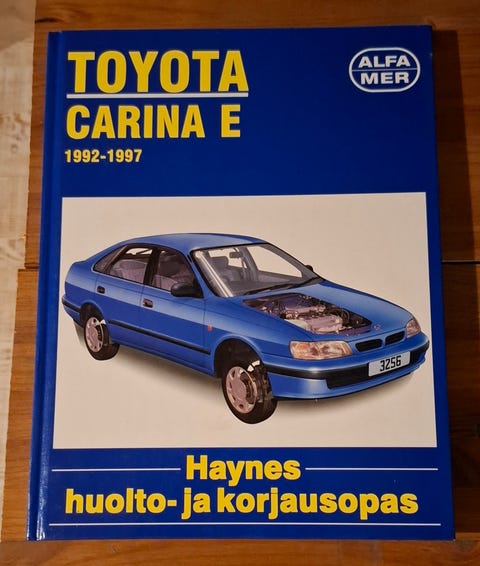 TOYOTA
CARINA E
1992-1997
ALFA
MER
3256
Haynes
huolto- ja korjausopas